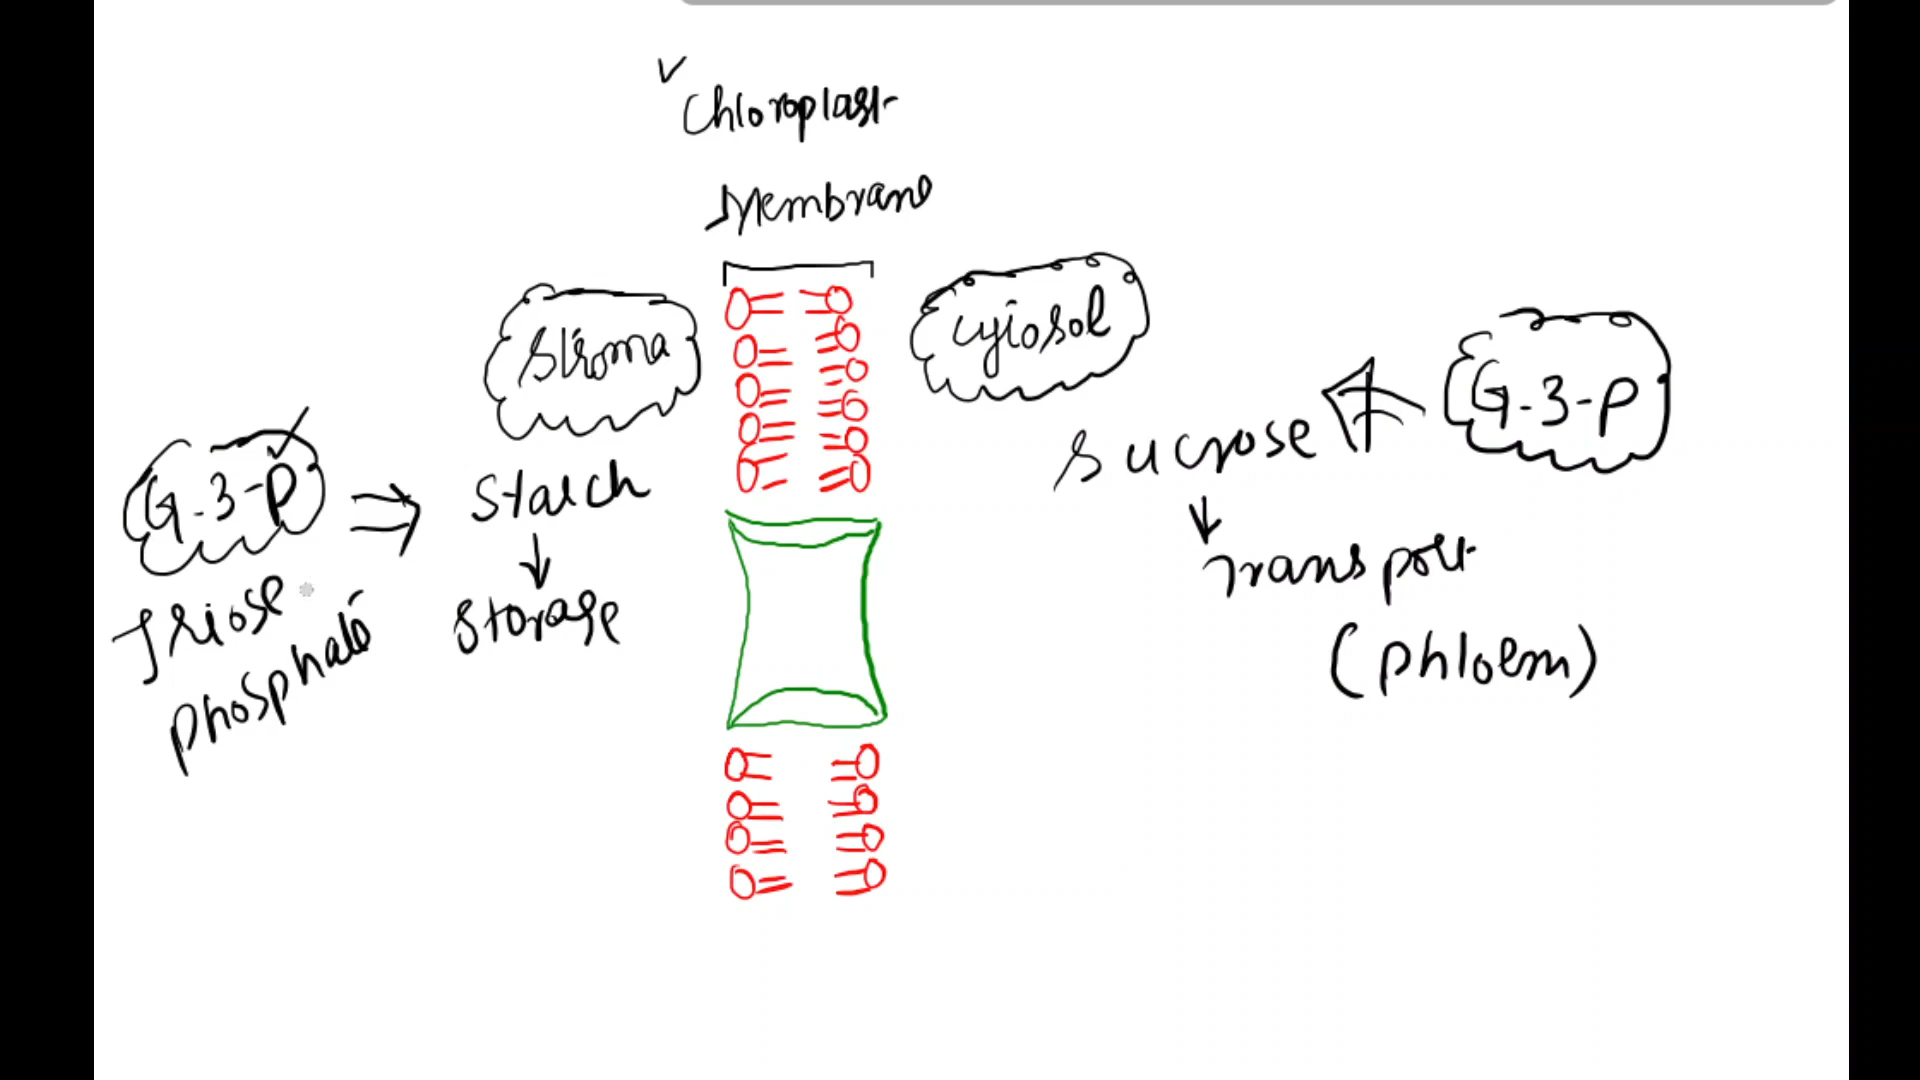 Chloroplast
Membrane
Stroma
Cytosol
G-3-P
Sucrose
G.3-P
Starch
Transport
Storage
Triose
Phosphate
(Phloem)